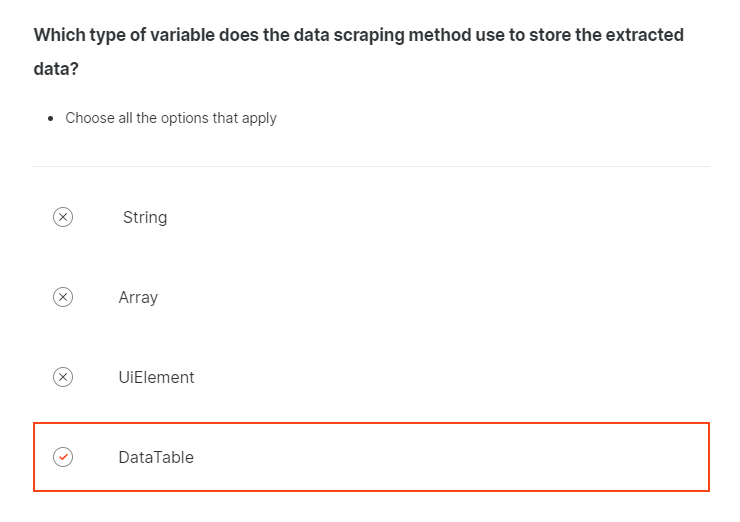 Which type of variable does the data scraping method use to store the extracted
data?
• Choose all the options that apply
String
Array
UiElement
DataTable